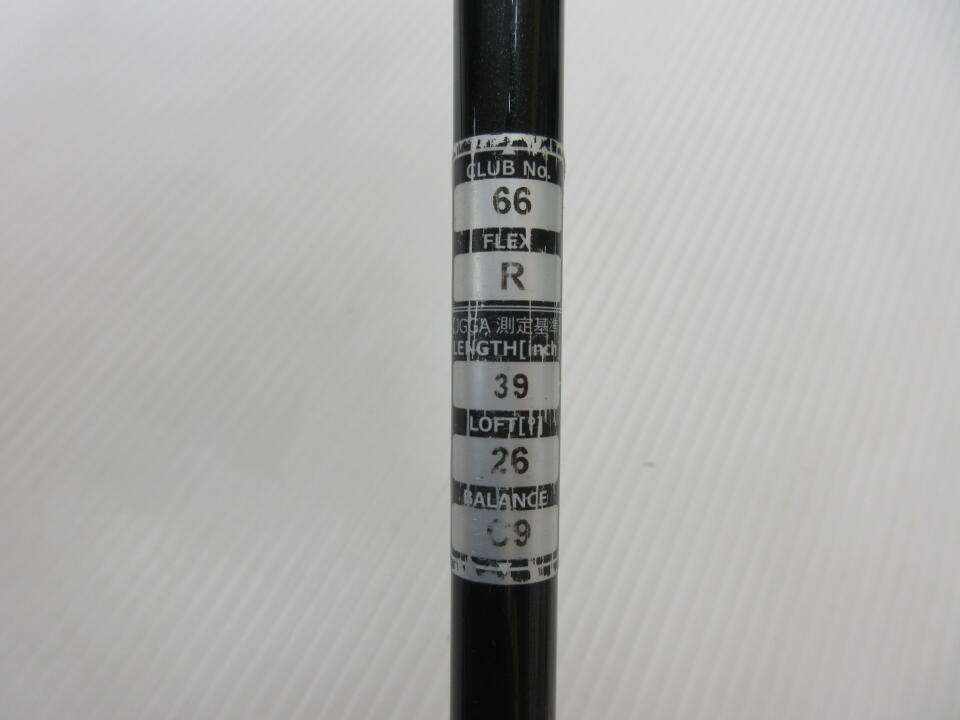 CLUB No.
66
FLEX
R
JGGA 測定基準
LENGTH[inch
39
LOFT[°]
26
BALANCE
C9